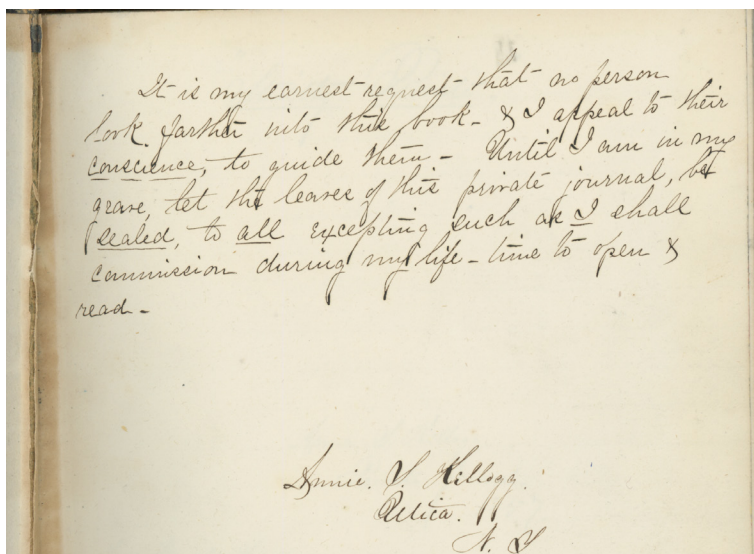 It is my earnest request that no person
look farther into this book - & I appeal to their
conscience, to guide them - Until I am in my
grave, let the leaves of this private journal, be
sealed, to all excepting such as I shall
commission during my life-time to open &
read -
Annie. S. Kellogg.
Utica.
N. Y